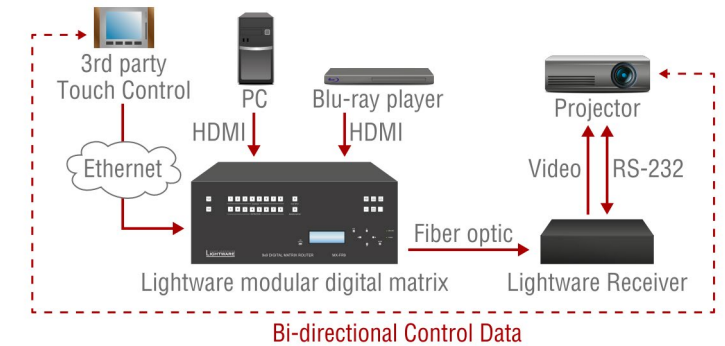 3rd party
Touch Control
PC
Blu-ray player
Projector
HDMI
HDMI
Ethernet
Video
RS-232
LIGHTWARE
Fiber optic
Lightware modular digital matrix
Lightware Receiver
Bi-directional Control Data